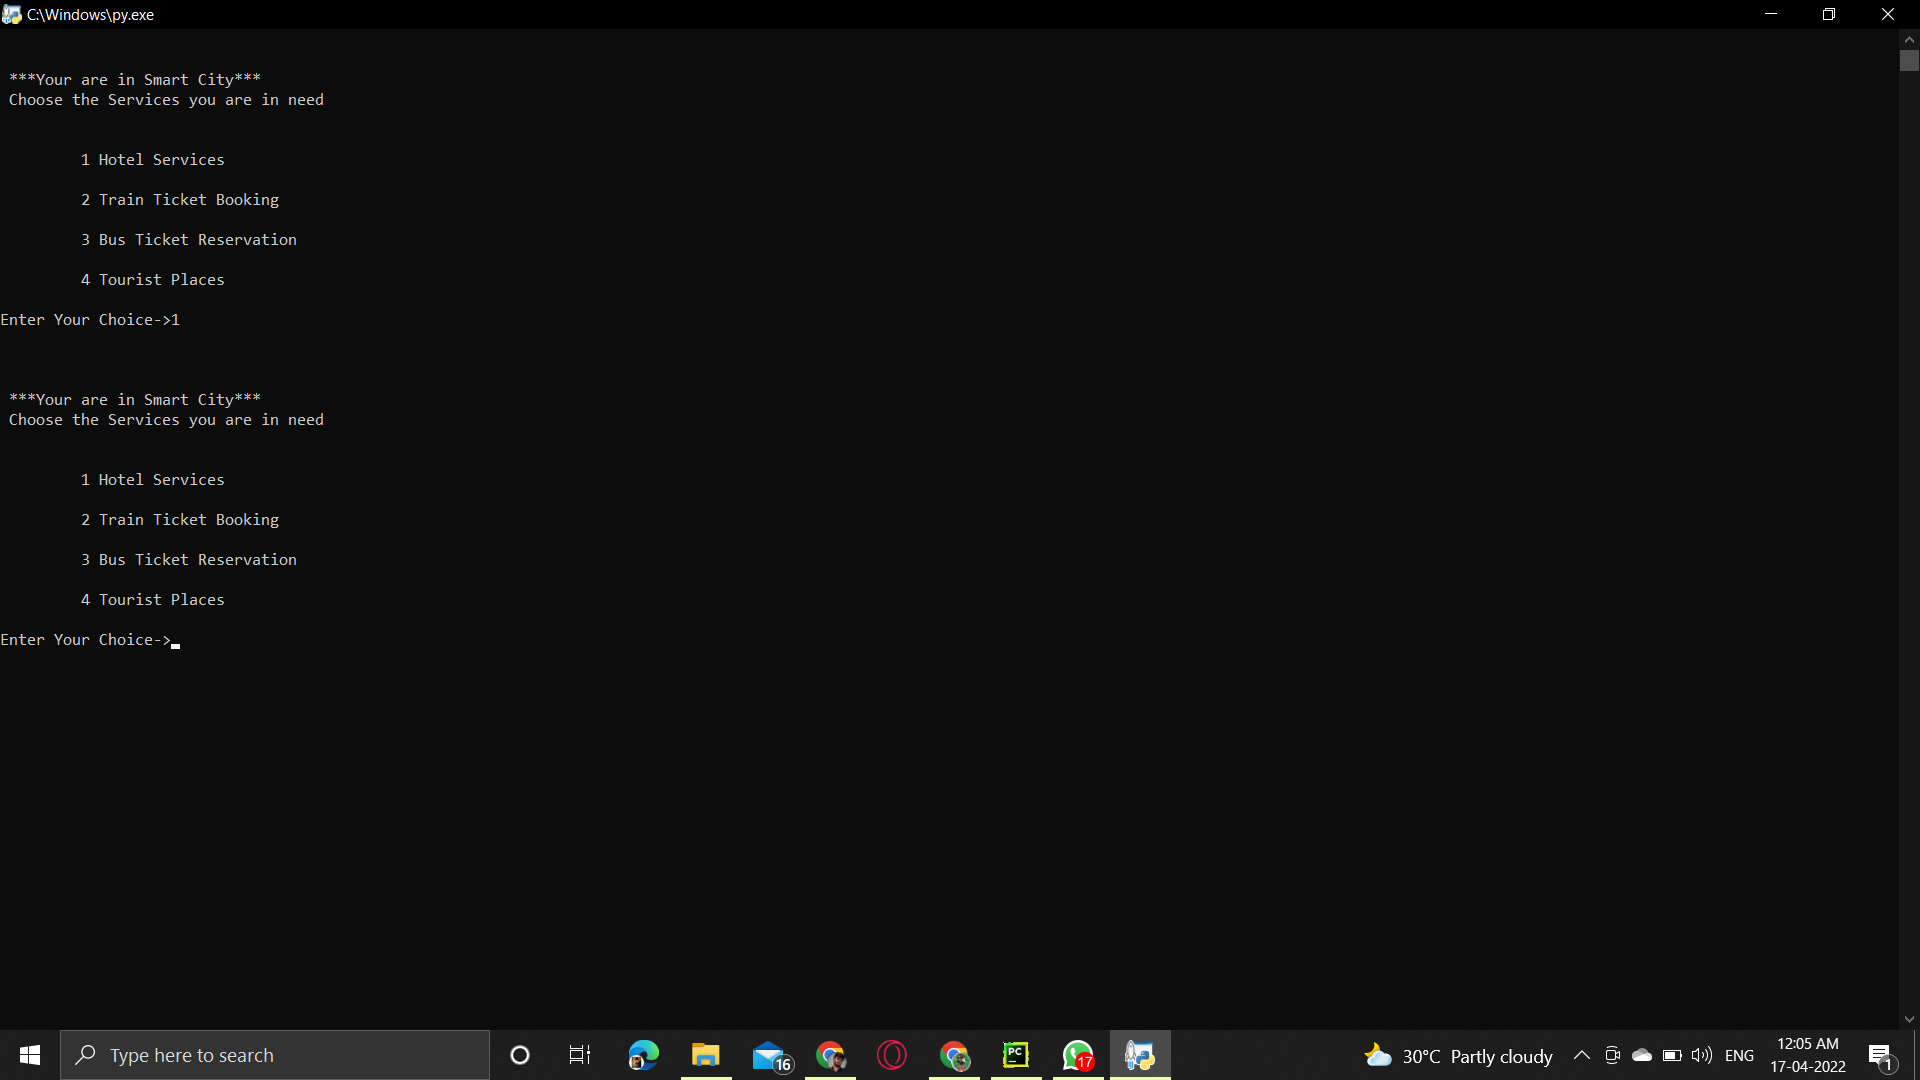 C:\Windows\py.exe
***Your are in Smart City***
Choose the Services you are in need
1 Hotel Services
2 Train Ticket Booking
3 Bus Ticket Reservation
4 Tourist Places
Enter Your Choice->1
***Your are in Smart City***
Choose the Services you are in need
1 Hotel Services
2 Train Ticket Booking
3 Bus Ticket Reservation
4 Tourist Places
Enter Your Choice->
Type here to search
16
PC
17
30°C Partly cloudy
ENG
12:05 AM
17-04-2022
1